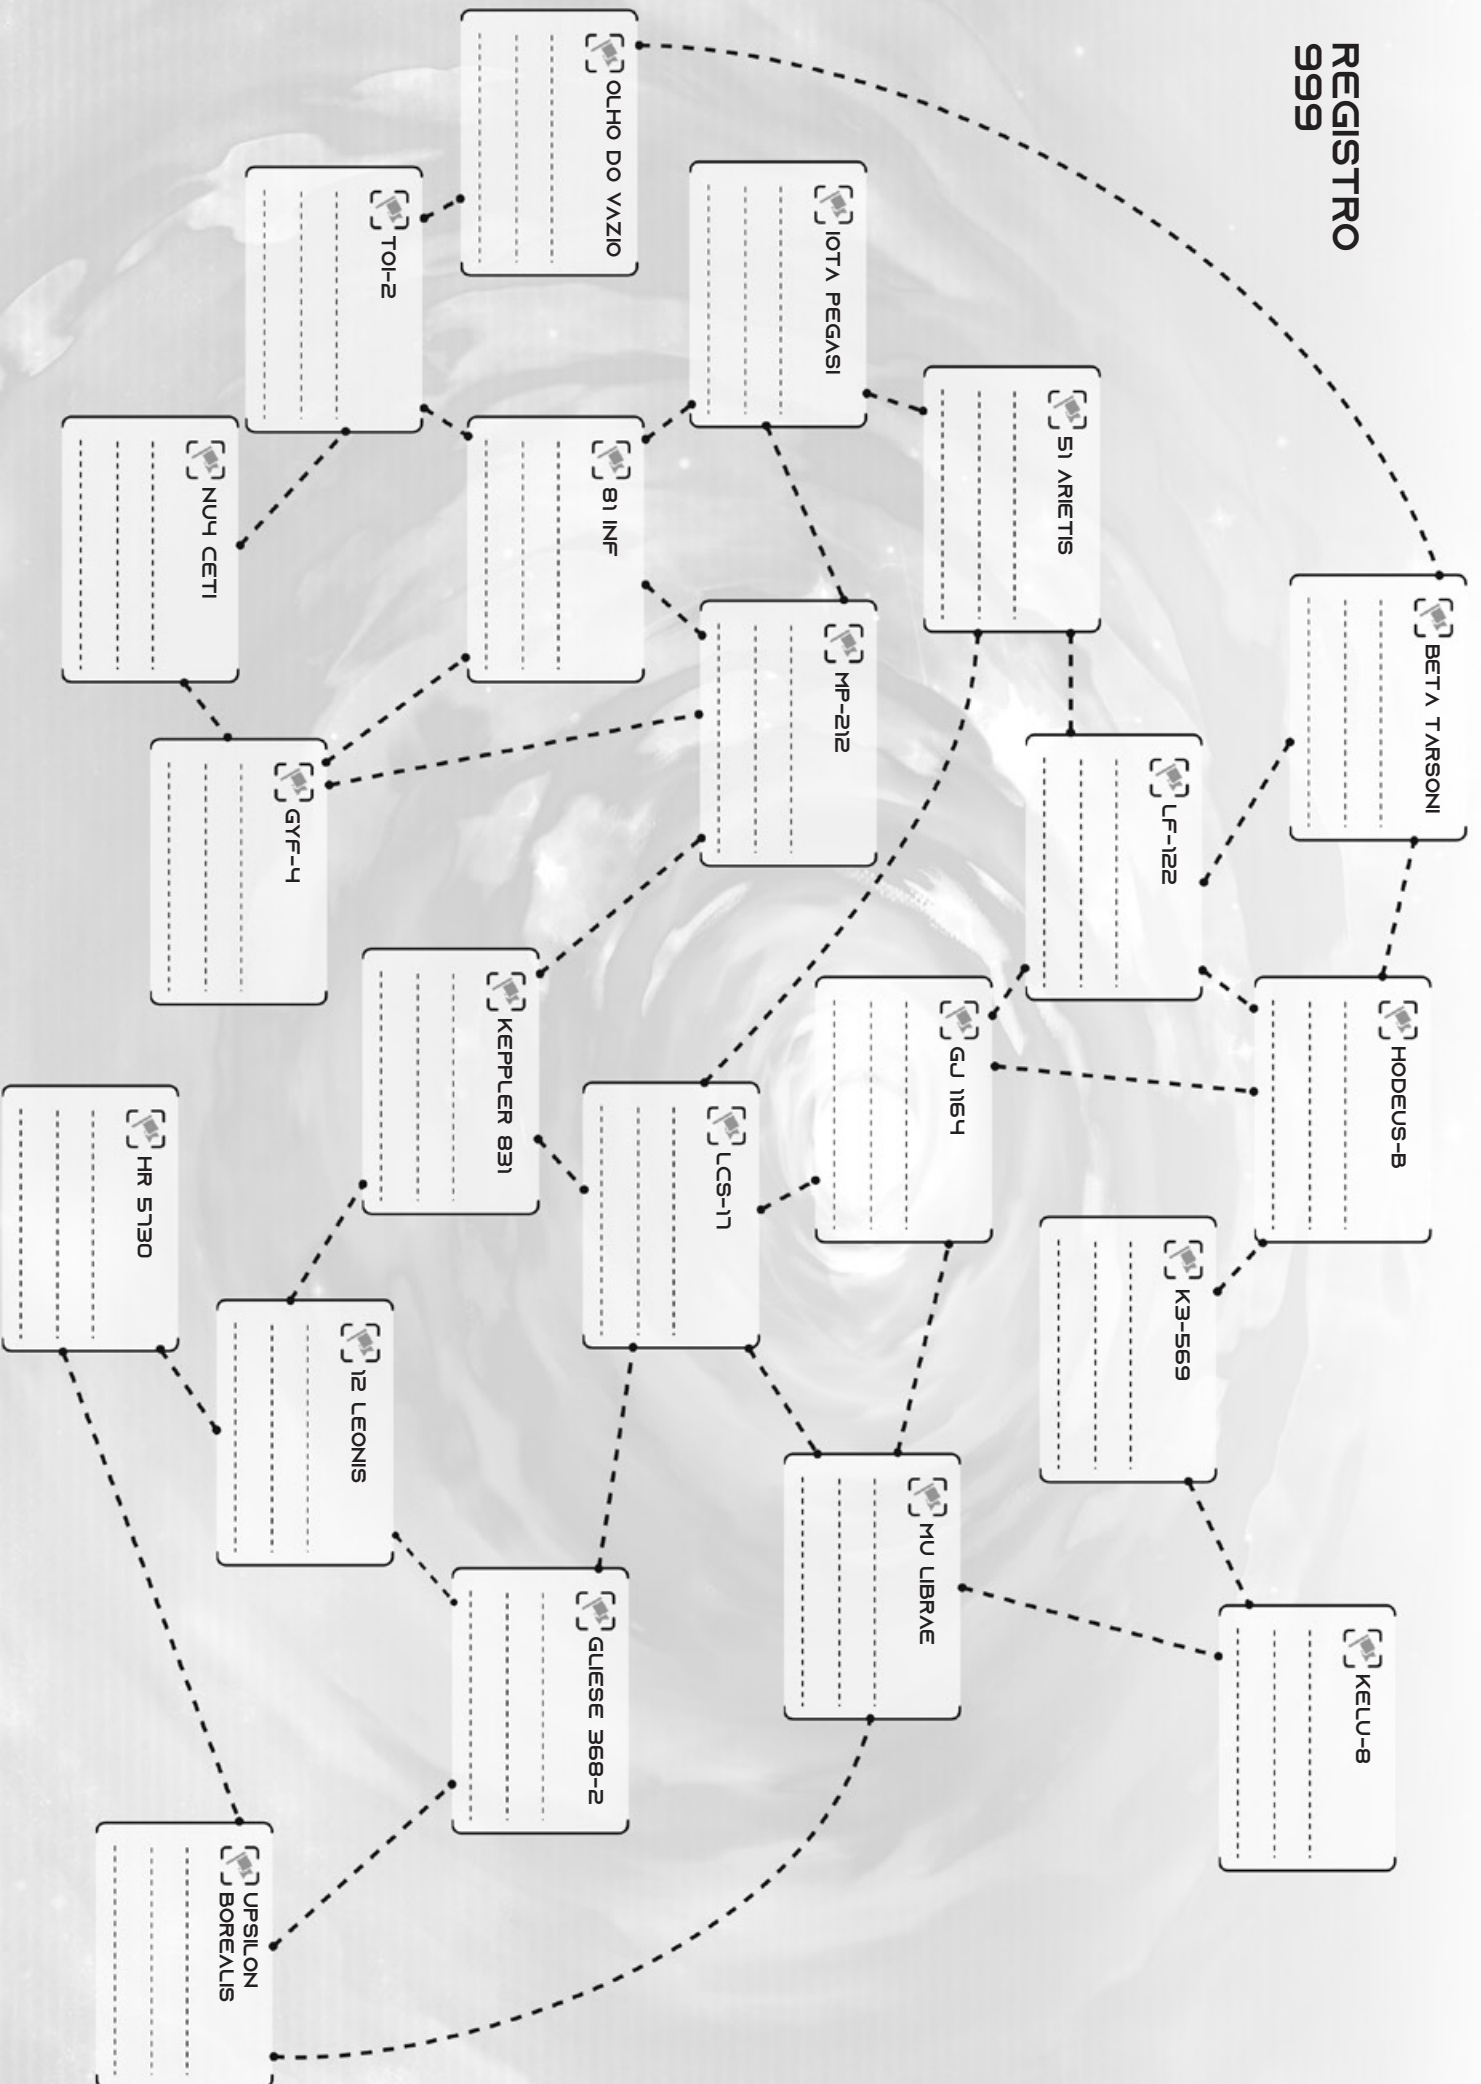 REGISTRO
999
OLHO DO VAZIO
TOI-2
IOTA PEGASI
51 ARIETIS
NU4 CETI
81 INF
BETA TARSONI
MP-212
LF-122
GYF-4
KEPPLER 831
GJ 1164
HODEUS-B
LCS-17
HR 5730
K3-569
12 LEONIS
MU LIBRAE
GLIESE 368-2
KELU-8
UPSILON
BOREALIS